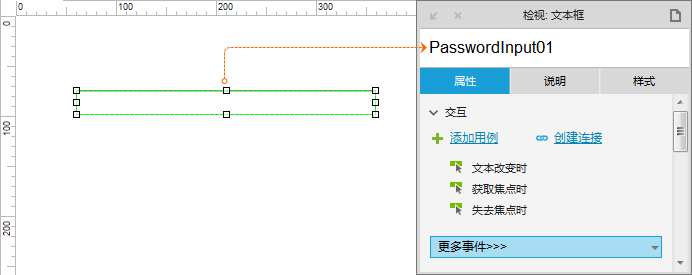 0 100 200 300
检视: 文本框
0
PasswordInput01
属性 说明 样式
交互
100
添加用例 创建连接
文本改变时
获取焦点时
失去焦点时
200
更多事件>>>